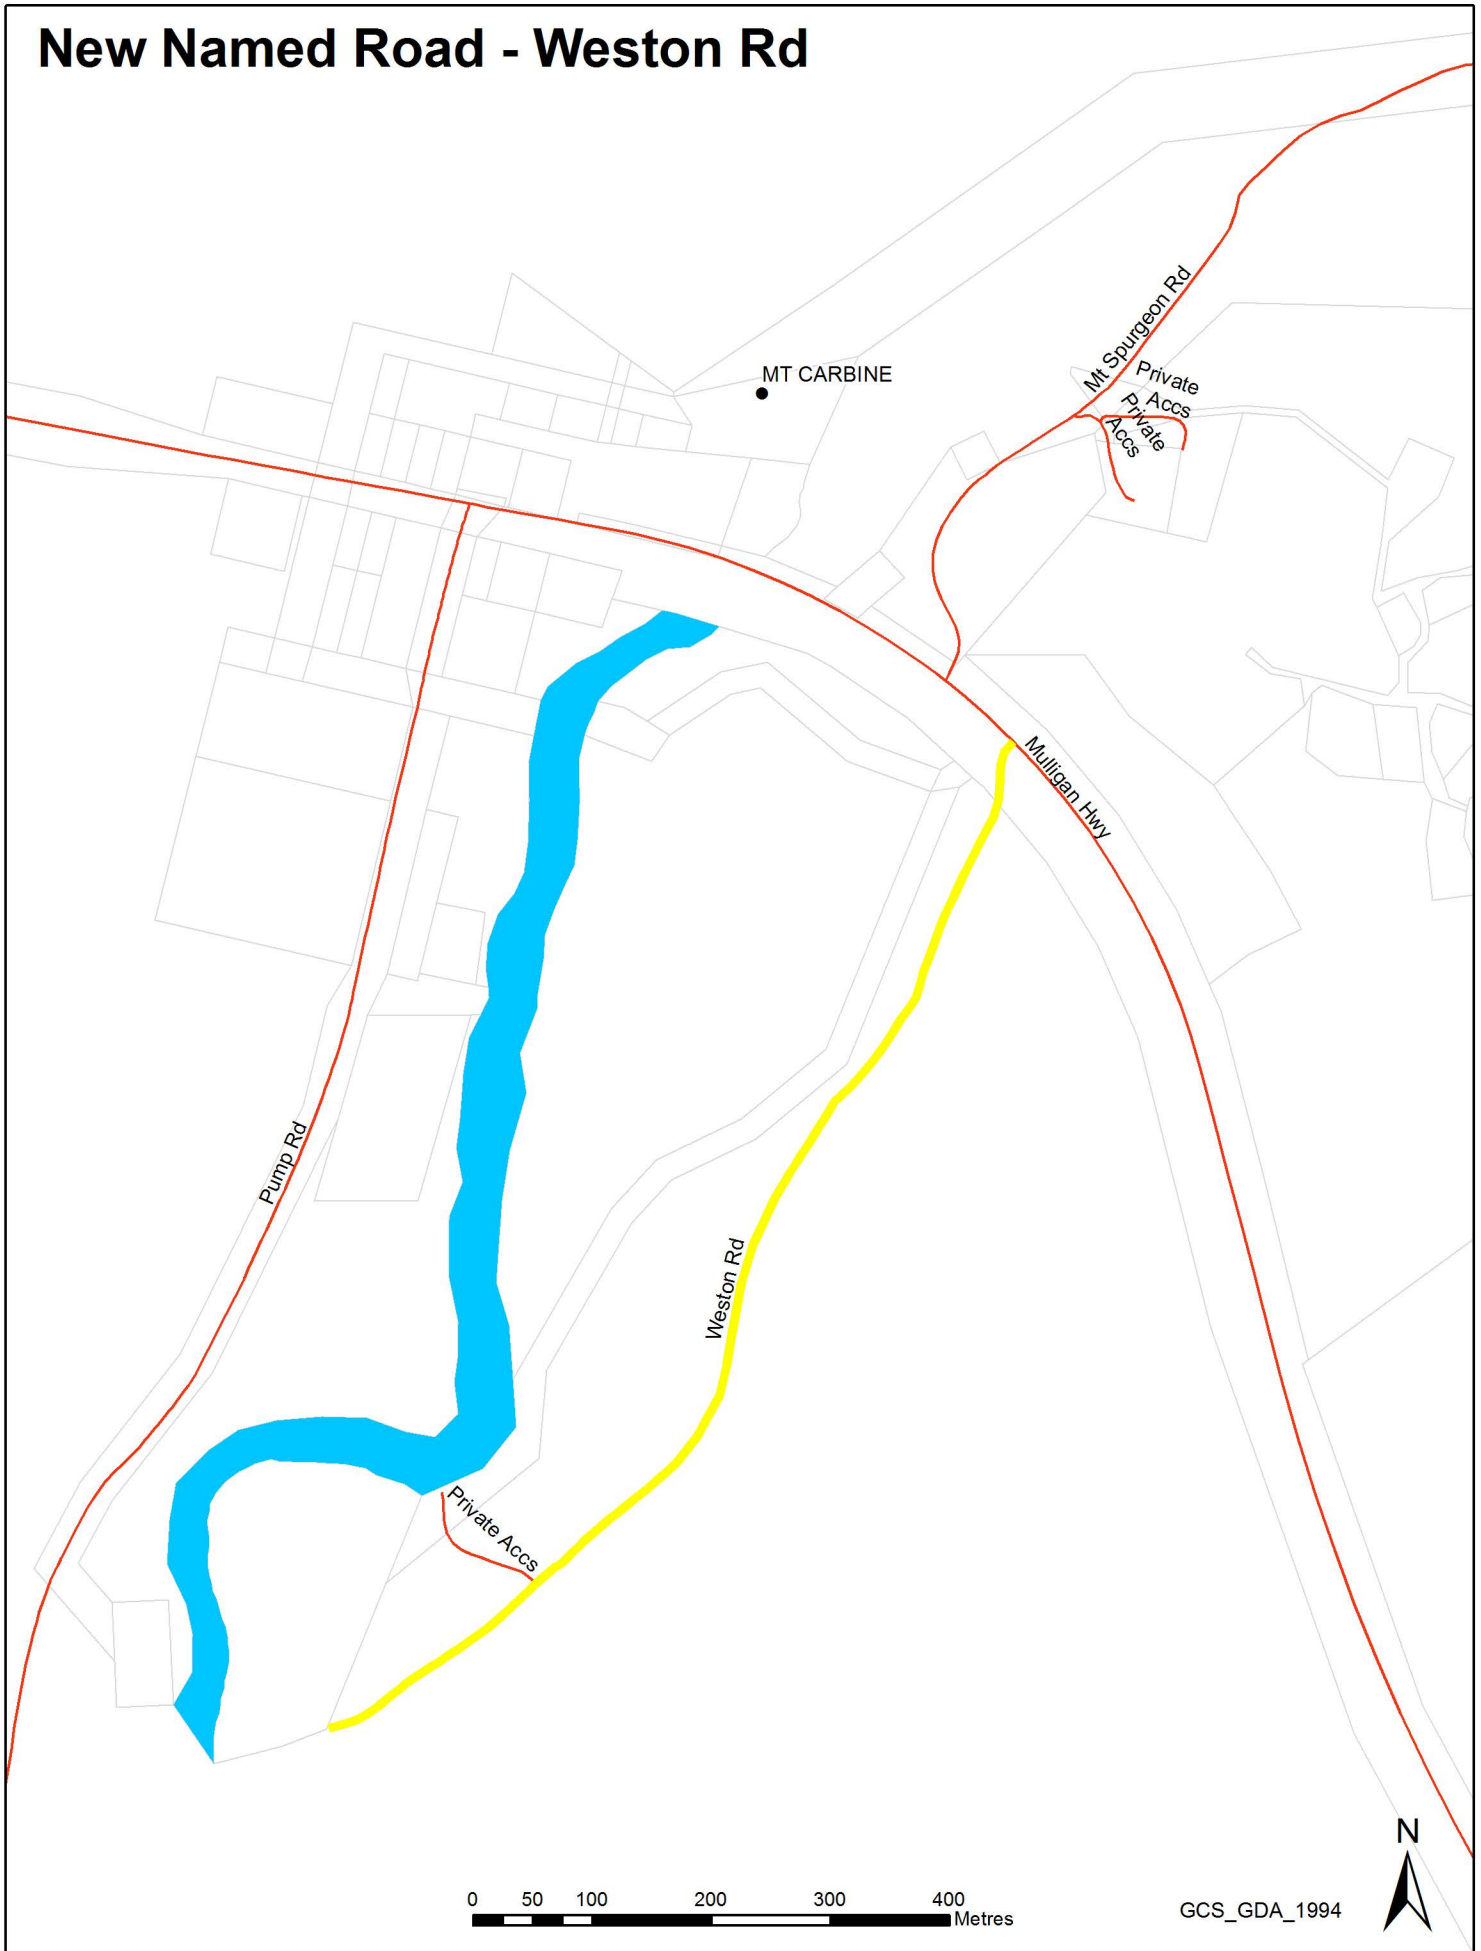 New Named Road - Weston Rd
Mt Spurgeon Rd
MT CARBINE
Private
Accs
Private
Accs
Mulligan Hwy
Pump Rd
Weston Rd
Private Accs
N
0 50 100 200 300 400
Metres
GCS_GDA_1994